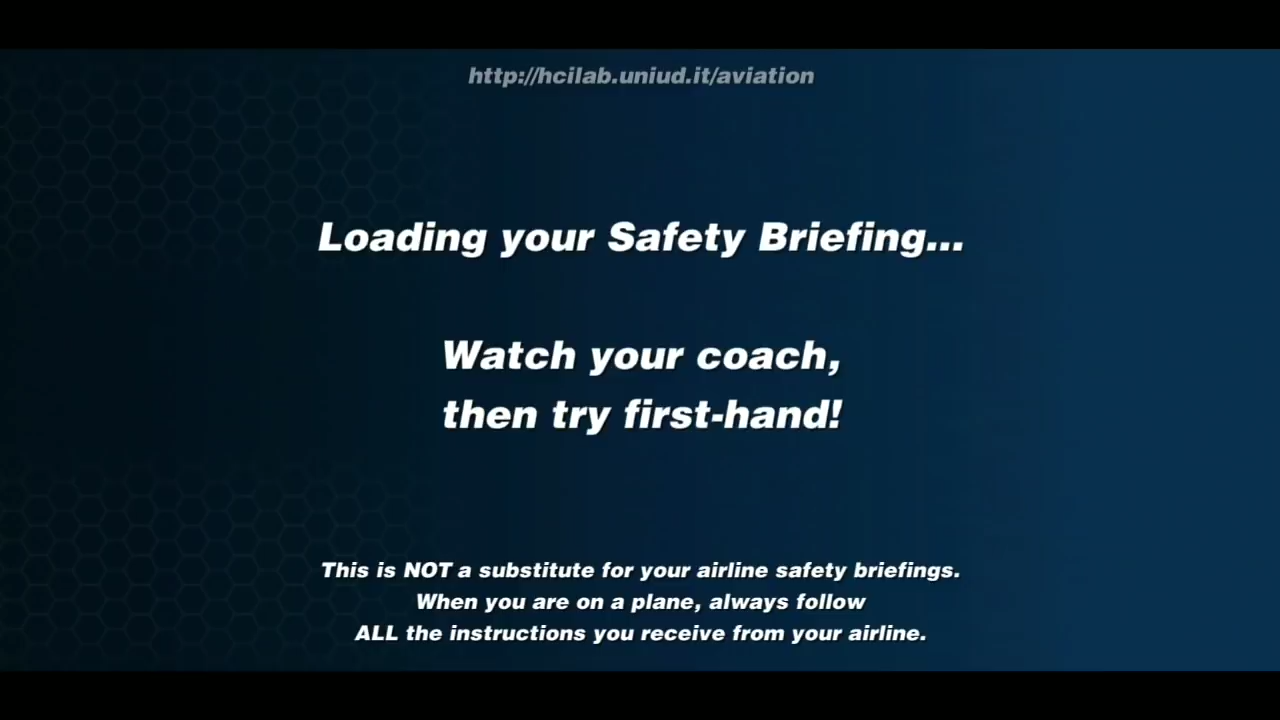 http://hcilab.uniud.it/aviation
Loading your Safety Briefing...
Watch your coach,
then try first-hand!
This is NOT a substitute for your airline safety briefings.
When you are on a plane, always follow
ALL the instructions you receive from your airline.